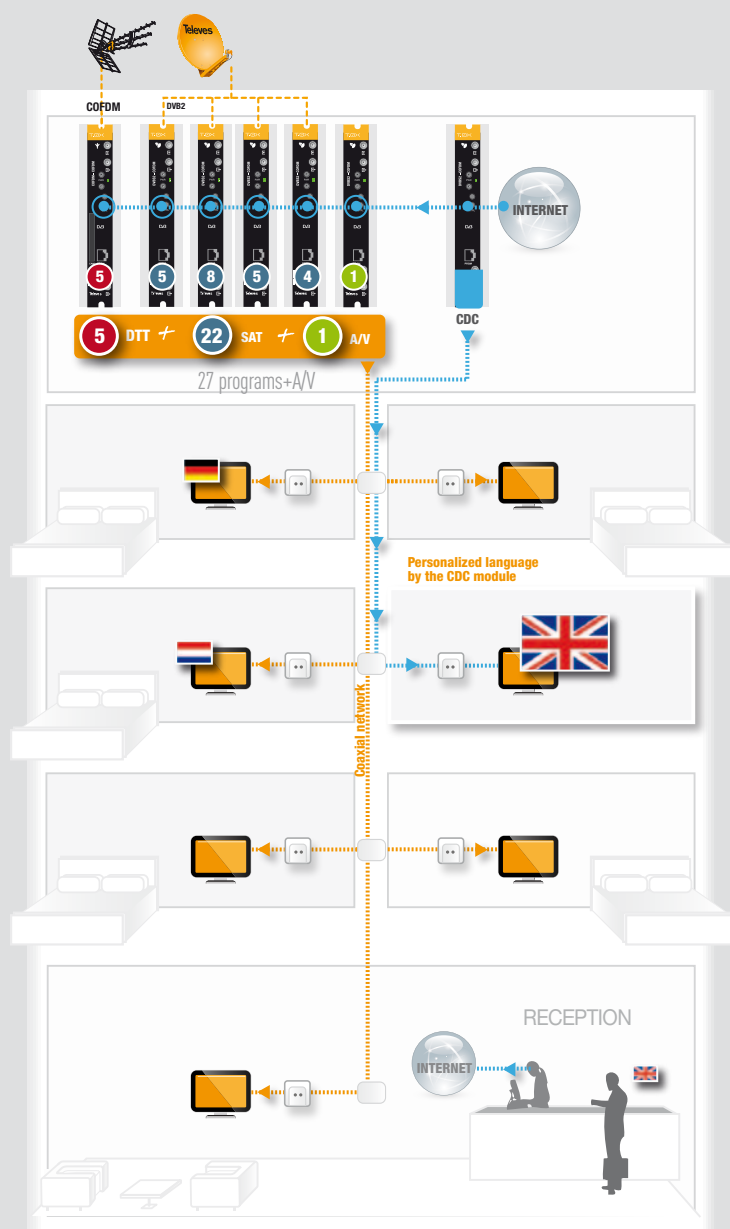 Televes
COFDM
DVB2
INTERNET
5
5
8
5
4
1
CDC
5 DTT + 22 SAT + 1 A/V
27 programs+A/V
Personalized language
by the CDC module
Coaxial network
RECEPTION
INTERNET